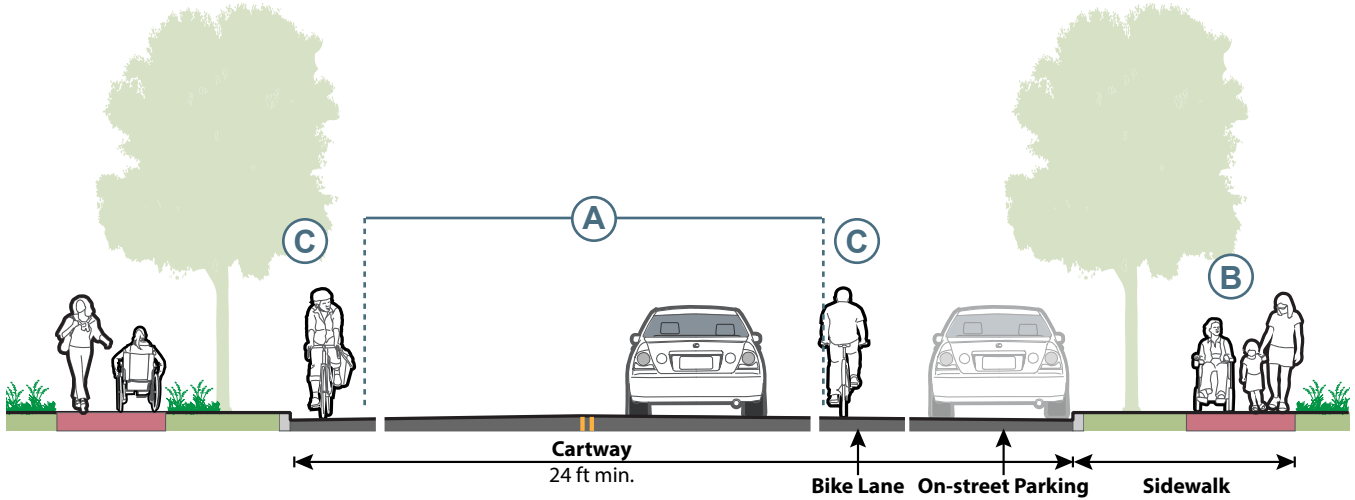 A
C
C
B
Cartway
24 ft min.
Bike Lane
On-street Parking
Sidewalk